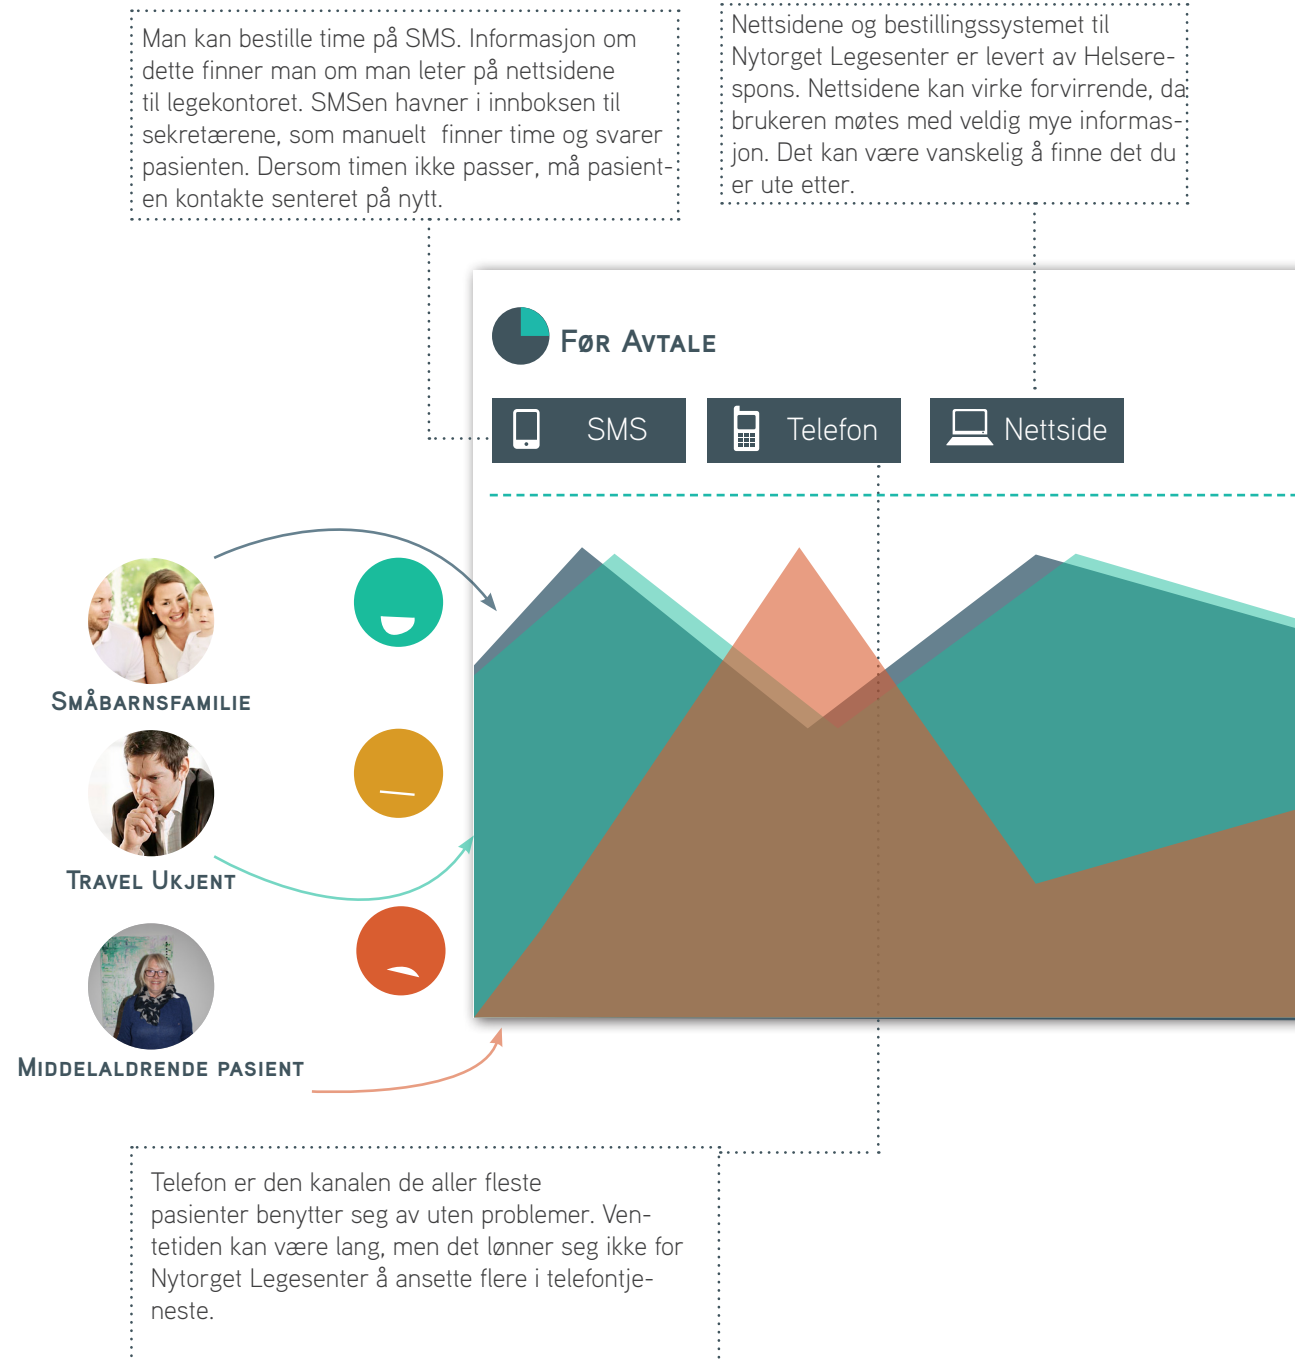 Man kan bestille time på SMS. Informasjon om
dette finner man om man leter på nettsidene
til legekontoret. SMSen havner i innboksen til
sekretærene, som manuelt finner time og svarer
pasienten. Dersom timen ikke passer, må pasient-
en kontakte senteret på nytt.
Nettsidene og bestillingssystemet til
Nytorget Legesenter er levert av Helsere-
spons. Nettsidene kan virke forvirrende, da
brukeren møtes med veldig mye informas-
jon. Det kan være vanskelig å finne det du
er ute etter.
Før Avtale
SMS
Telefon
Nettside
Småbarnsfamilie
Travel Ukjent
Middelaldrende pasient
Telefon er den kanalen de aller fleste
pasienter benytter seg av uten problemer. Ven-
tetiden kan være lang, men det lønner seg ikke for
Nytorget Legesenter å ansette flere i telefontje-
neste.